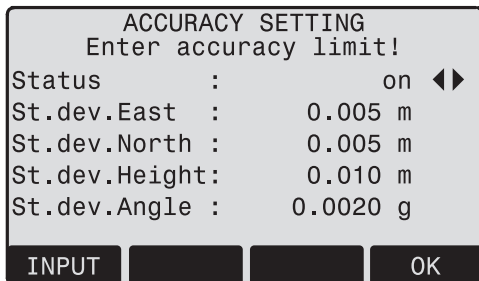 ACCURACY SETTING
Enter accuracy limit!
Status : on
St.dev.East : 0.005 m
St.dev.North : 0.005 m
St.dev.Height: 0.010 m
St.dev.Angle : 0.0020 g
INPUT OK